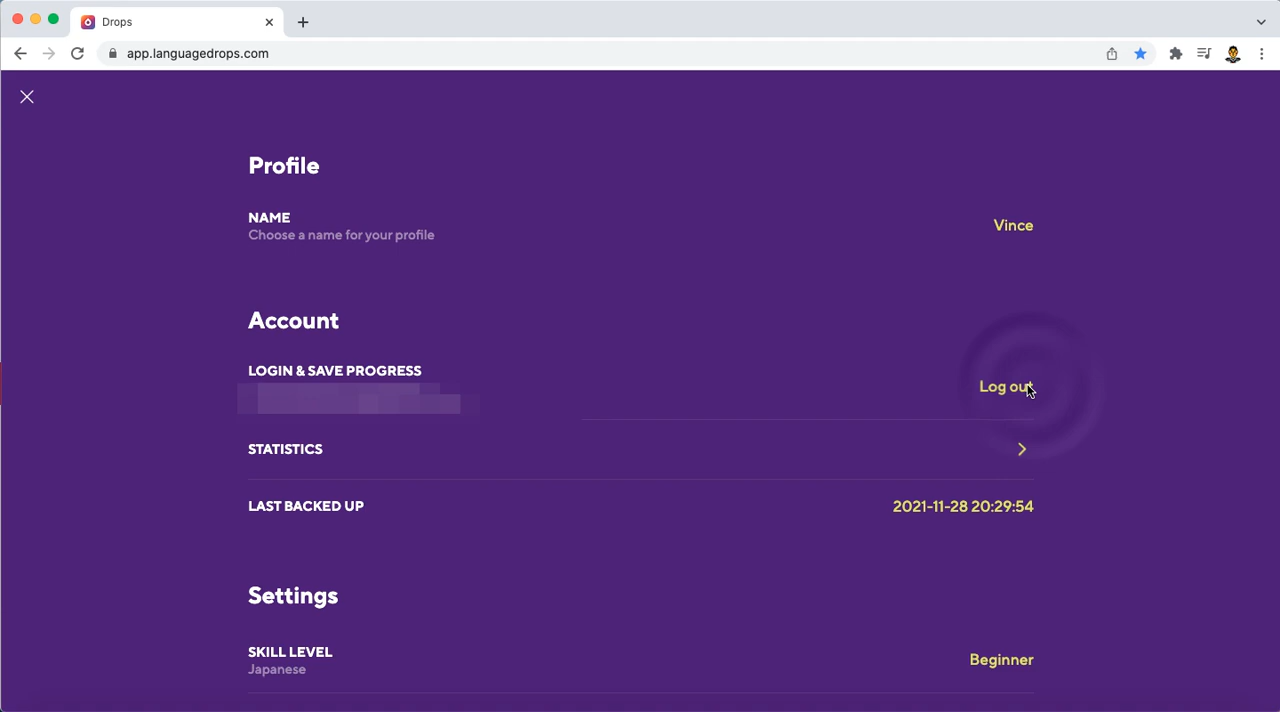 Drops
app.languagedrops.com
Profile
NAME
Choose a name for your profile
Vince
Account
LOGIN & SAVE PROGRESS
Log out
STATISTICS
LAST BACKED UP
2021-11-28 20:29:54
Settings
SKILL LEVEL
Japanese
Beginner